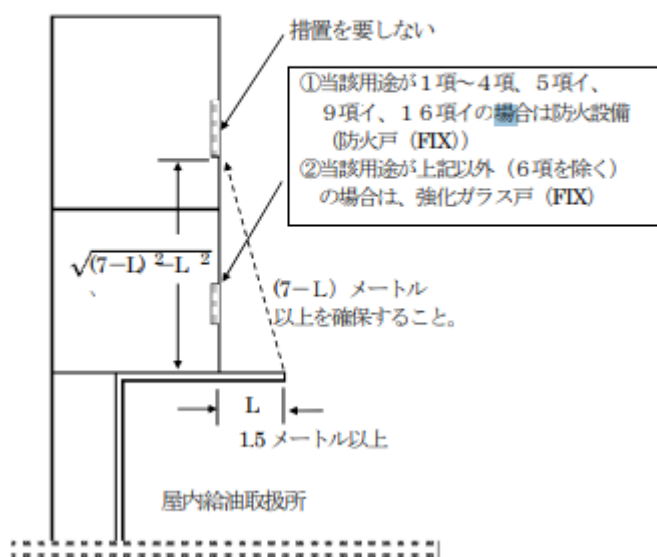 措置を要しない
①当該用途が1項~4項、5項イ、
9項イ、16項イの場合は防火設備
(防火戸(FIX))
②当該用途が上記以外(6項を除く)
の場合は、強化ガラス戸(FIX)
√(7-L)²-L²
、
(7-L)メートル
以上を確保すること。
L
1.5メートル以上
屋内給油取扱所